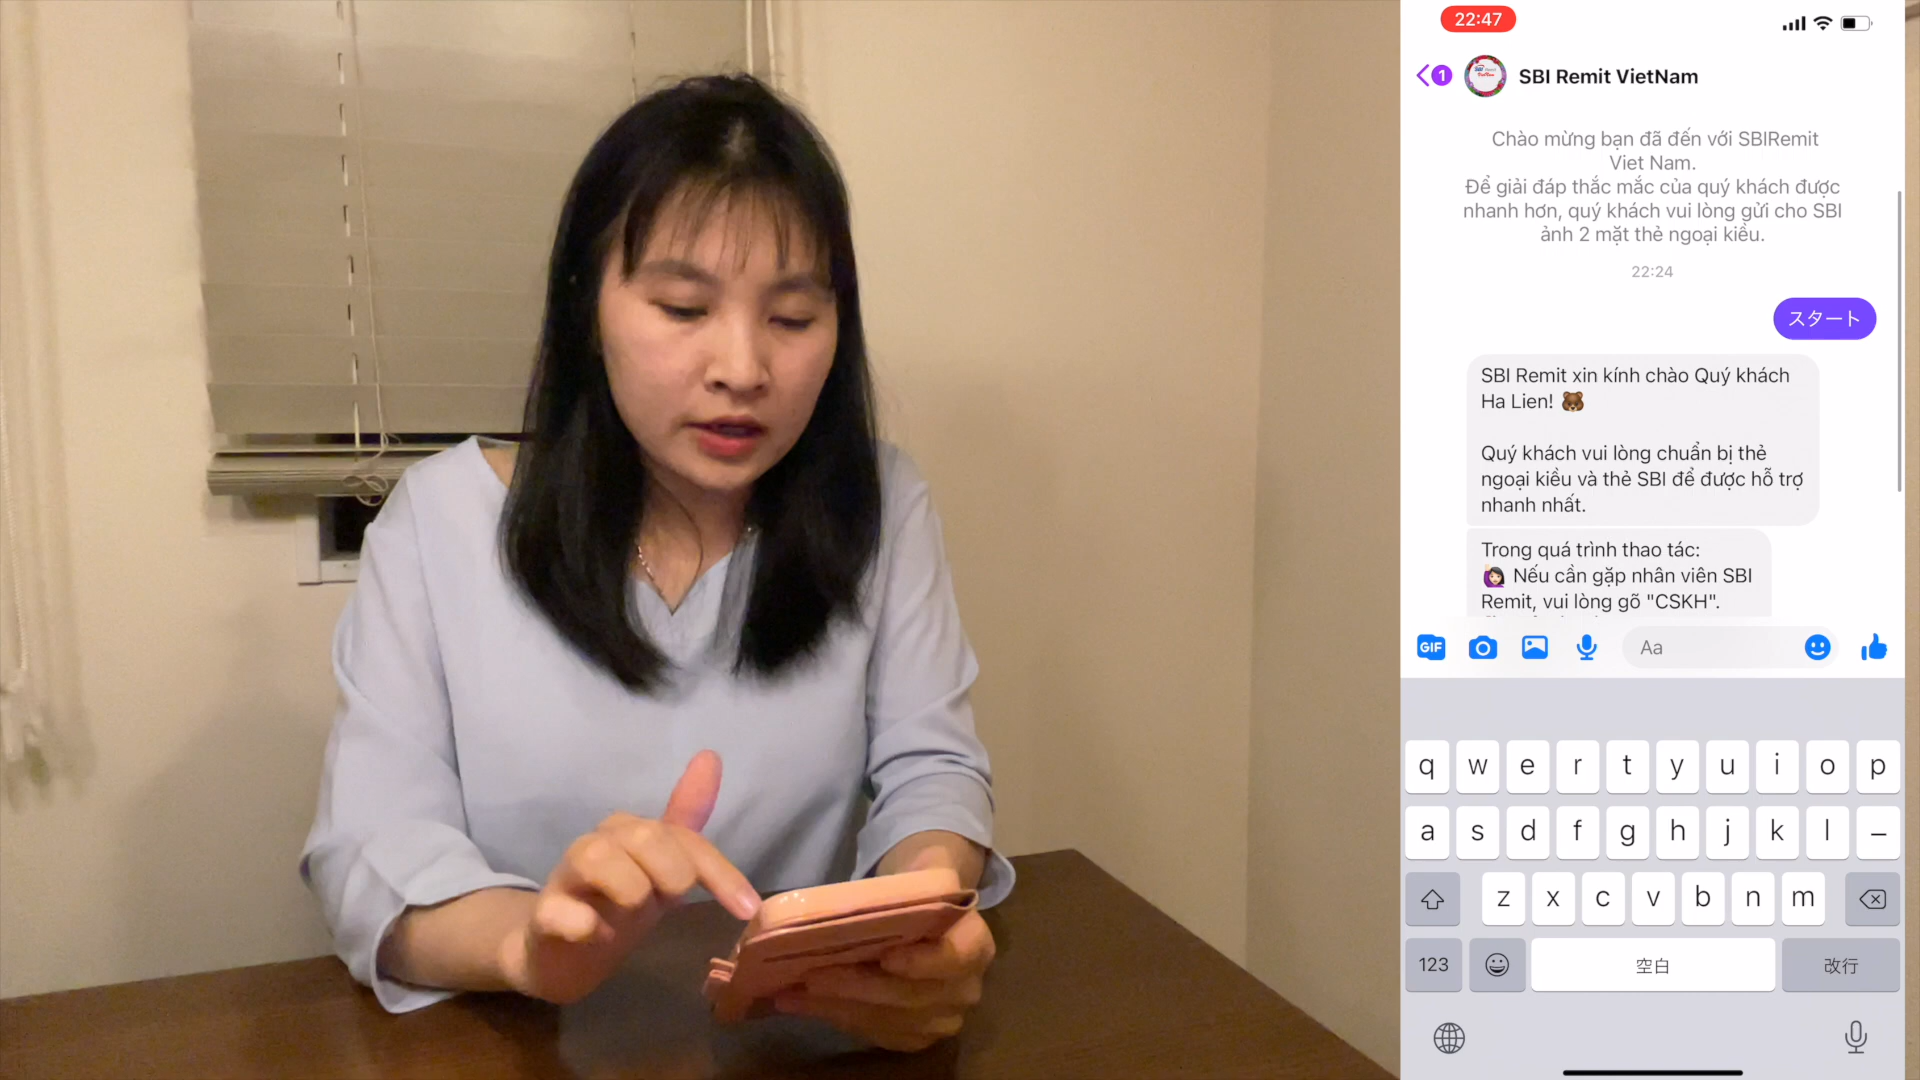 22:47
1
SBI Remit VietNam
Chào mừng bạn đã đến với SBIRemit
Viet Nam.
Để giải đáp thắc mắc của quý khách được
nhanh hơn, quý khách vui lòng gửi cho SBI
ảnh 2 mặt thẻ ngoại kiều.
22:24
スタート
SBI Remit xin kính chào Quý khách
Ha Lien! 🐻
Quý khách vui lòng chuẩn bị thẻ
ngoại kiều và thẻ SBI để được hỗ trợ
nhanh nhất.
Trong quá trình thao tác:
🙋🏻‍♀️ Nếu cần gặp nhân viên SBI
Remit, vui lòng gõ "CSKH".
GIF
Aa
q w e r t y u i o p
a s d f g h j k l –
z x c v b n m
123
空白
改行